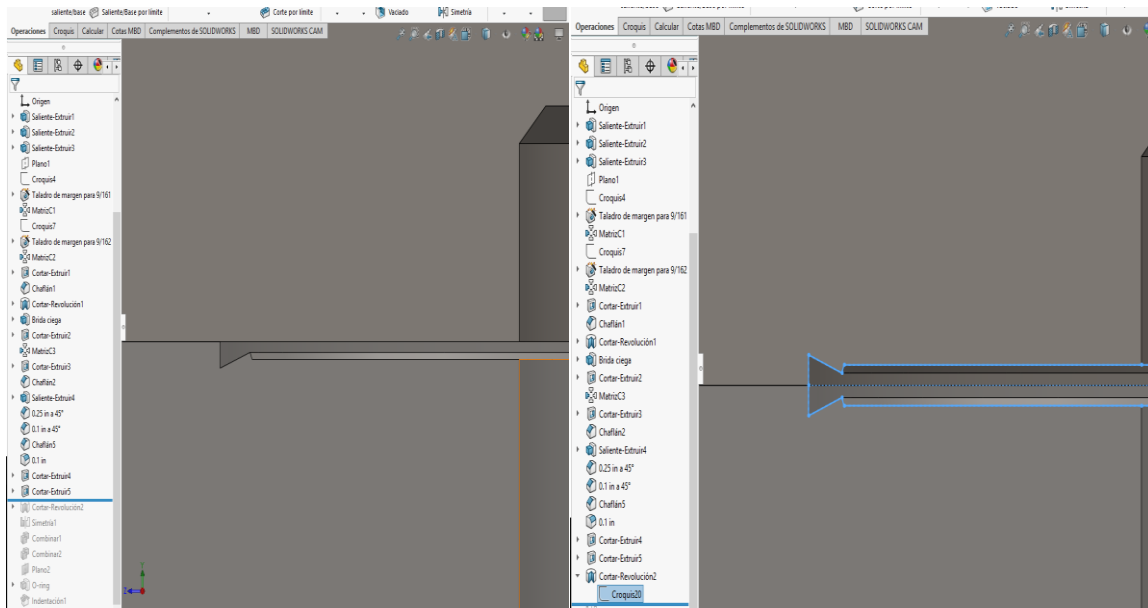 saliente/base Saliente/Base por límite Corte por límite Vaciado Simetría
Operaciones Croquis Calcular Cotas MBD Complementos de SOLIDWORKS MBD SOLIDWORKS CAM
Origen
Saliente-Extruir1
Saliente-Extruir2
Saliente-Extruir3
Plano1
Croquis4
Taladro de margen para 9/161
MatrizC1
Croquis7
Taladro de margen para 9/162
MatrizC2
Cortar-Extruir1
Chaflán1
Cortar-Revolución1
Brida ciega
Cortar-Extruir2
MatrizC3
Cortar-Extruir3
Chaflán2
Saliente-Extruir4
0.25 in a 45°
0.1 in a 45°
Chaflán5
0.1 in
Cortar-Extruir4
Cortar-Extruir5
Cortar-Revolución2
Simetría1
Combinar1
Combinar2
Plano2
O-ring
Indentación1
Y
Z
Operaciones Croquis Calcular Cotas MBD Complementos de SOLIDWORKS MBD SOLIDWORKS CAM
Origen
Saliente-Extruir1
Saliente-Extruir2
Saliente-Extruir3
Plano1
Croquis4
Taladro de margen para 9/161
MatrizC1
Croquis7
Taladro de margen para 9/162
MatrizC2
Cortar-Extruir1
Chaflán1
Cortar-Revolución1
Brida ciega
Cortar-Extruir2
MatrizC3
Cortar-Extruir3
Chaflán2
Saliente-Extruir4
0.25 in a 45°
0.1 in a 45°
Chaflán5
0.1 in
Cortar-Extruir4
Cortar-Extruir5
Cortar-Revolución2
Croquis20